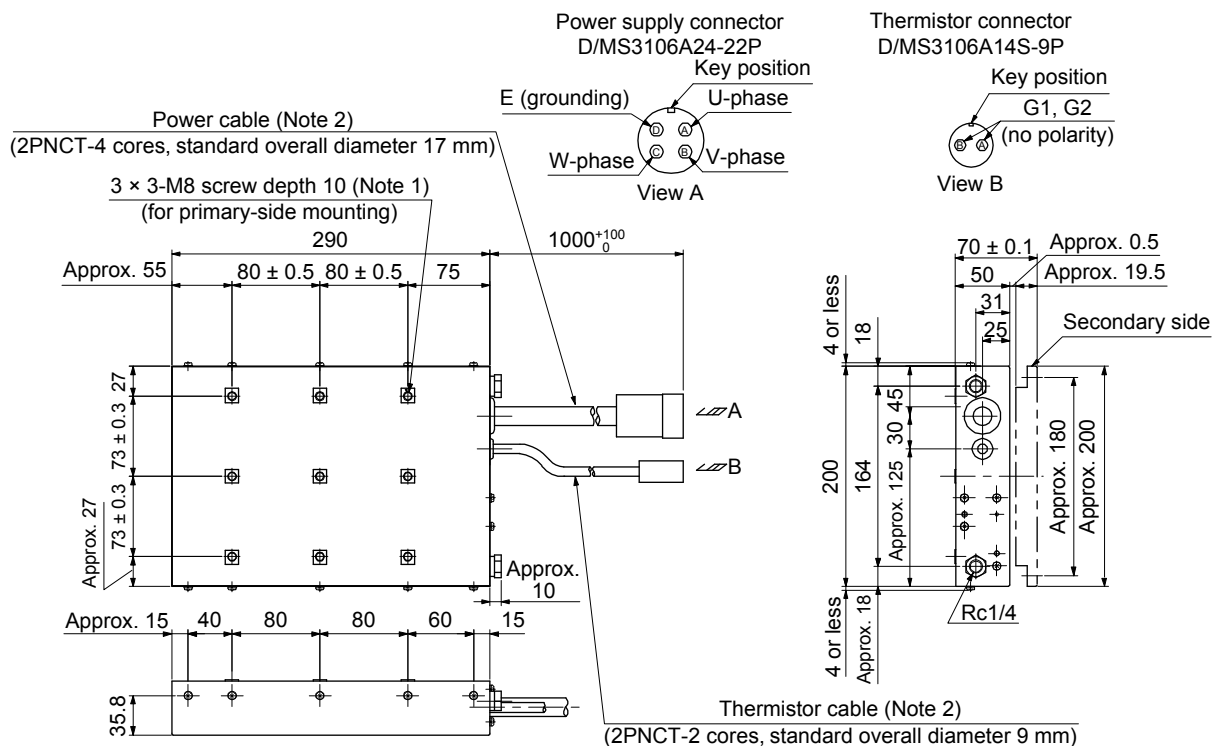 Power supply connector
D/MS3106A24-22P
Key position
E (grounding)
U-phase
D
A
C
B
W-phase
V-phase
View A
Thermistor connector
D/MS3106A14S-9P
Key position
G1, G2
(no polarity)
B
A
View B
Power cable (Note 2)
(2PNCT-4 cores, standard overall diameter 17 mm)
3 × 3-M8 screw depth 10 (Note 1)
(for primary-side mounting)
290
1000+100 0
Approx. 55
80 ± 0.5
80 ± 0.5
75
27
73 ± 0.3
73 ± 0.3
Approx. 27
A
B
Approx.
10
Approx. 15
40
80
80
60
15
35.8
Thermistor cable (Note 2)
(2PNCT-2 cores, standard overall diameter 9 mm)
70 ± 0.1
Approx. 0.5
50
Approx. 19.5
31
25
Secondary side
4 or less
18
45
30
200
164
Approx. 125
Approx. 180
Approx. 200
4 or less
Approx. 18
Rc1/4